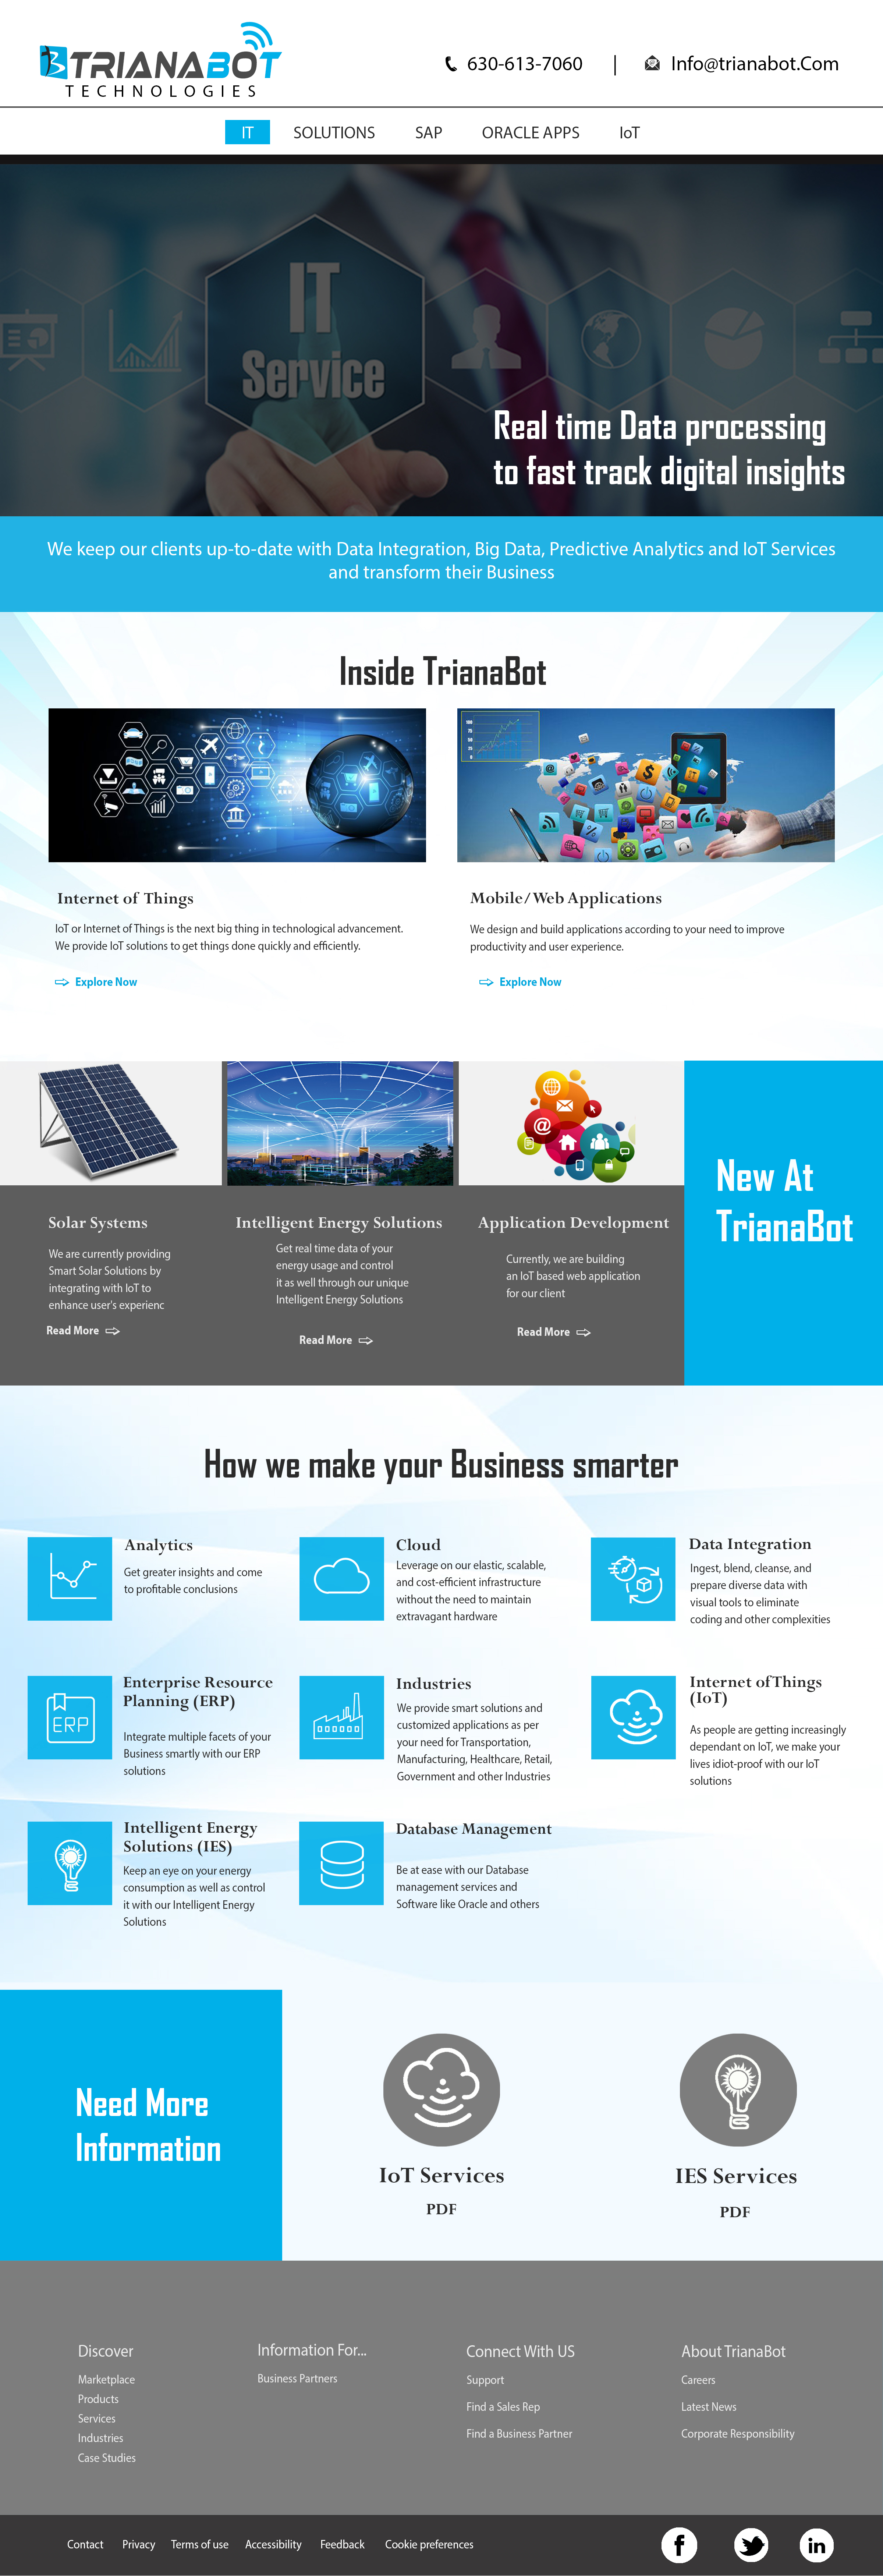 TRIANABOT
TECHNOLOGIES
630-613-7060 | Info@trianabot.Com
IT SOLUTIONS SAP ORACLE APPS IoT
IT
Service
Real time Data processing
to fast track digital insights
We keep our clients up-to-date with Data Integration, Big Data, Predictive Analytics and IoT Services
and transform their Business
Inside TrianaBot
Internet of Things
IoT or Internet of Things is the next big thing in technological advancement.
We provide IoT solutions to get things done quickly and efficiently.
Explore Now
Mobile/Web Applications
We design and build applications according to your need to improve
productivity and user experience.
Explore Now
Solar Systems
We are currently providing
Smart Solar Solutions by
integrating with IoT to
enhance user's experienc
Read More
Intelligent Energy Solutions
Get real time data of your
energy usage and control
it as well through our unique
Intelligent Energy Solutions
Read More
Application Development
Currently, we are building
an IoT based web application
for our client
Read More
New At
TrianaBot
How we make your Business smarter
Analytics
Get greater insights and come
to profitable conclusions
Cloud
Leverage on our elastic, scalable,
and cost-efficient infrastructure
without the need to maintain
extravagant hardware
Data Integration
Ingest, blend, cleanse, and
prepare diverse data with
visual tools to eliminate
coding and other complexities
ERP
Enterprise Resource
Planning (ERP)
Integrate multiple facets of your
Business smartly with our ERP
solutions
Industries
We provide smart solutions and
customized applications as per
your need for Transportation,
Manufacturing, Healthcare, Retail,
Government and other Industries
Internet of Things
(IoT)
As people are getting increasingly
dependant on IoT, we make your
lives idiot-proof with our IoT
solutions
Intelligent Energy
Solutions (IES)
Keep an eye on your energy
consumption as well as control
it with our Intelligent Energy
Solutions
Database Management
Be at ease with our Database
management services and
Software like Oracle and others
Need More
Information
IoT Services
PDF
IES Services
PDF
Discover
Marketplace
Products
Services
Industries
Case Studies
Information For...
Business Partners
Connect With US
Support
Find a Sales Rep
Find a Business Partner
About TrianaBot
Careers
Latest News
Corporate Responsibility
Contact Privacy Terms of use Accessibility Feedback Cookie preferences